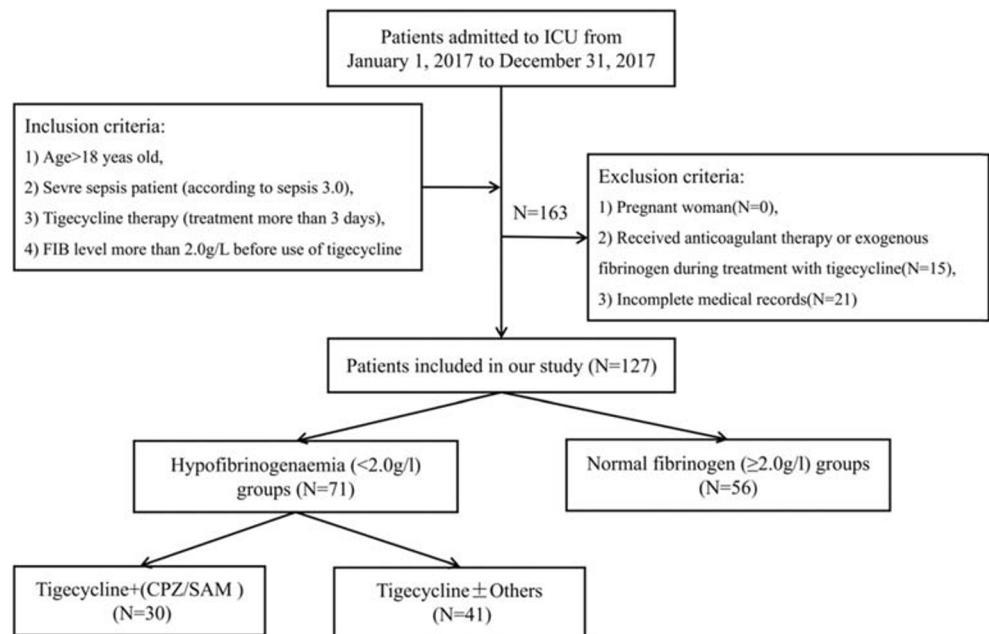 Patients admitted to ICU from
January 1, 2017 to December 31, 2017
Inclusion criteria:
1) Age>18 yeas old,
2) Sevre sepsis patient (according to sepsis 3.0),
3) Tigecycline therapy (treatment more than 3 days),
4) FIB level more than 2.0g/L before use of tigecycline
N=163
Exclusion criteria:
1) Pregnant woman(N=0),
2) Received anticoagulant therapy or exogenous
fibrinogen during treatment with tigecycline(N=15),
3) Incomplete medical records(N=21)
Patients included in our study (N=127)
Hypofibrinogenaemia (<2.0g/l)
groups (N=71)
Normal fibrinogen (≥2.0g/l) groups
(N=56)
Tigecycline+(CPZ/SAM )
(N=30)
Tigecycline±Others
(N=41)